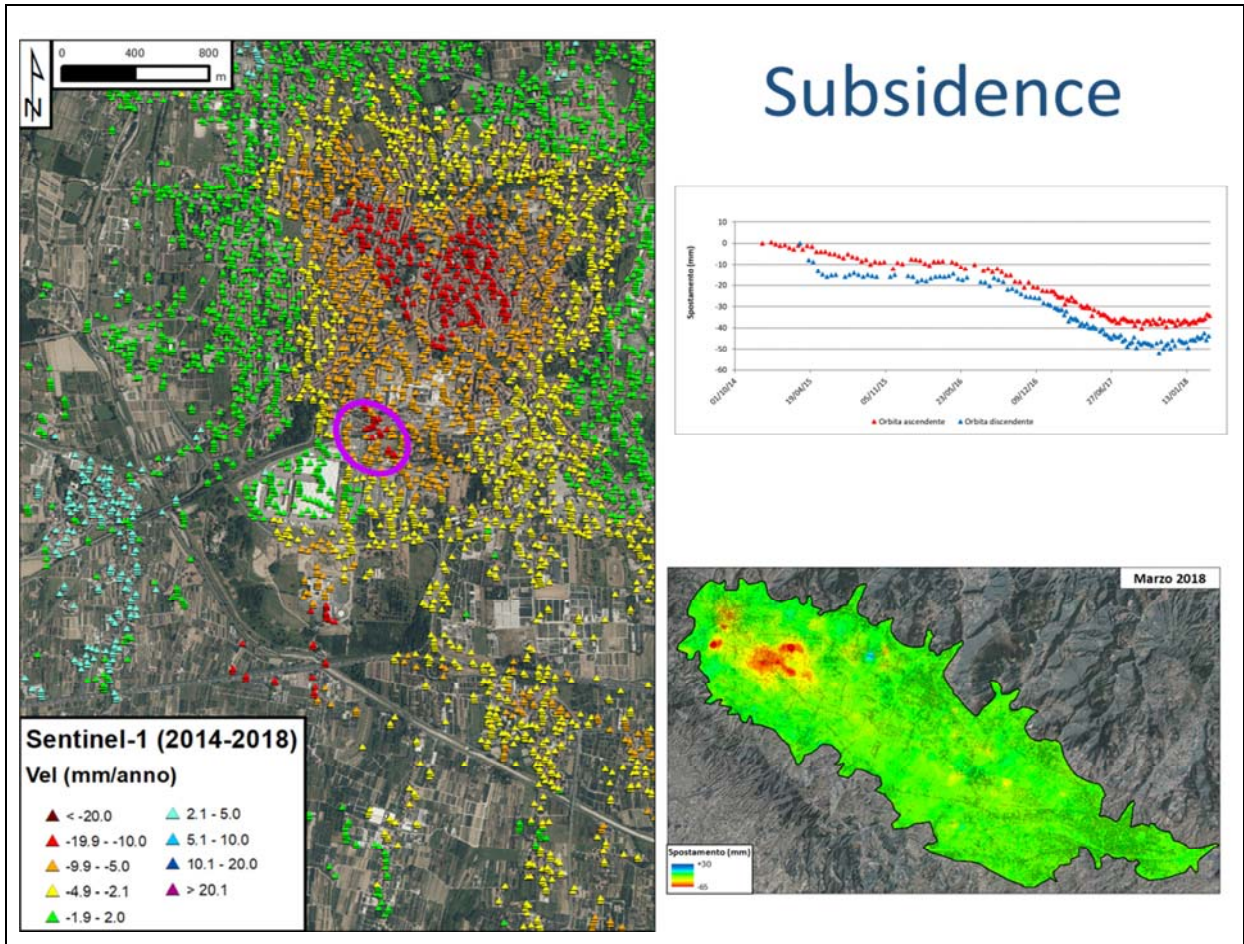 0 400 800
m
N
Subsidence
Spostamento (mm)
10
0
-10
-20
-30
-40
-50
-60
01/10/14 19/04/15 05/11/15 23/05/16 09/12/16 27/06/17 13/01/18
Orbita ascendente Orbita discendente
Marzo 2018
Spostamento (mm)
+30
-65
Sentinel-1 (2014-2018)
Vel (mm/anno)
< -20.0
-19.9 - -10.0
-9.9 - -5.0
-4.9 - -2.1
-1.9 - 2.0
2.1 - 5.0
5.1 - 10.0
10.1 - 20.0
> 20.1